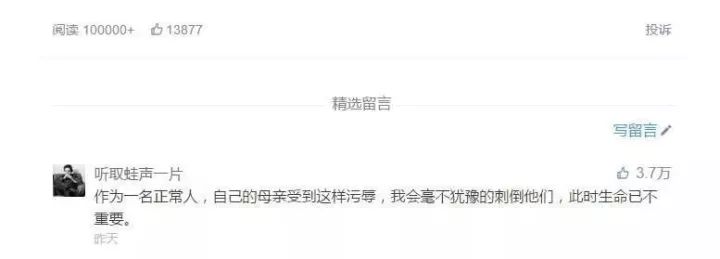 阅读 100000+ 13877 投诉
精选留言
写留言
听取蛙声一片 3.7万
作为一名正常人，自己的母亲受到这样污辱，我会毫不犹豫的刺倒他们，此时生命已不
重要。
昨天